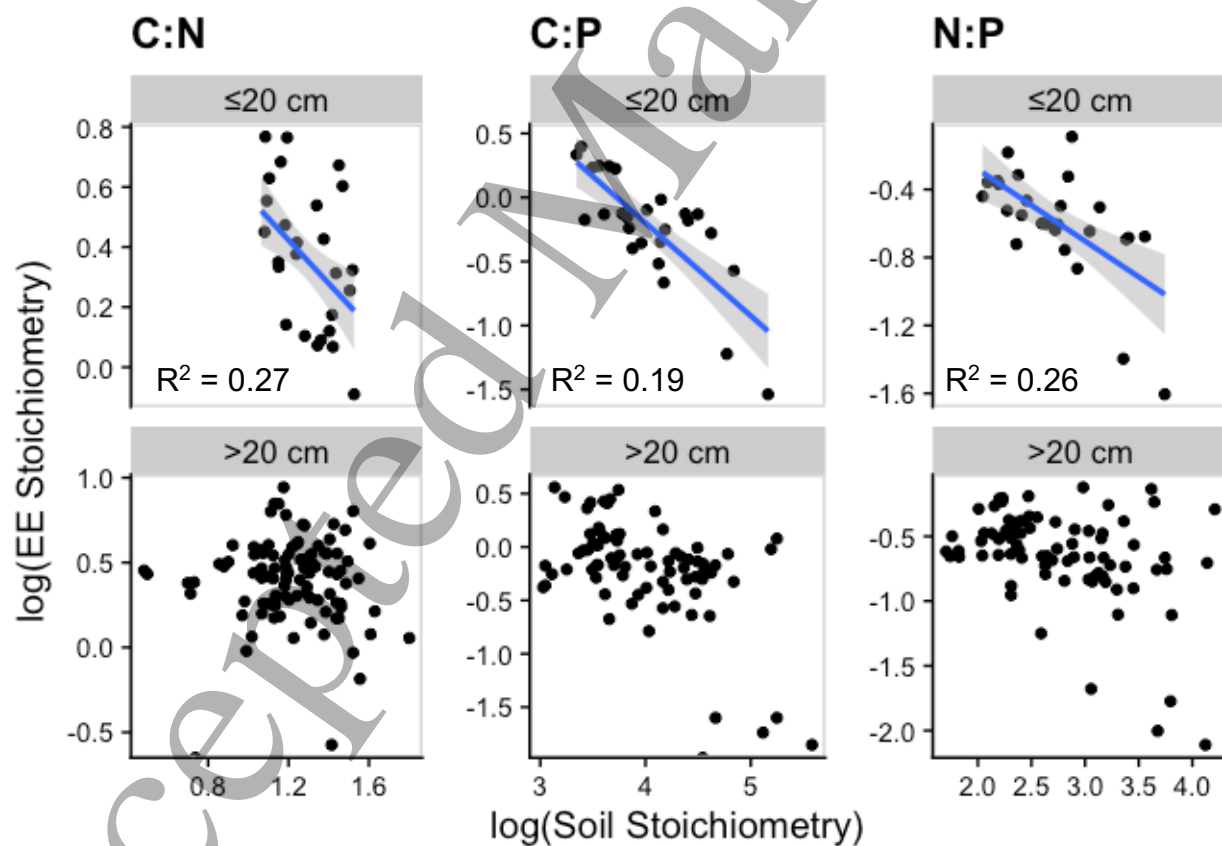 C:N C:P N:P
≤20 cm ≤20 cm ≤20 cm
0.8
0.6
0.4
0.2
0.0
R² = 0.27
0.5
0.0
-0.5
-1.0
-1.5
R² = 0.19
-0.4
-0.8
-1.2
-1.6
R² = 0.26
>20 cm >20 cm >20 cm
1.0
0.5
0.0
-0.5
0.5
0.0
-0.5
-1.0
-1.5
-0.5
-1.0
-1.5
-2.0
0.8 1.2 1.6
3 4 5
2.0 2.5 3.0 3.5 4.0
log(EE Stoichiometry)
log(Soil Stoichiometry)
cepted Man